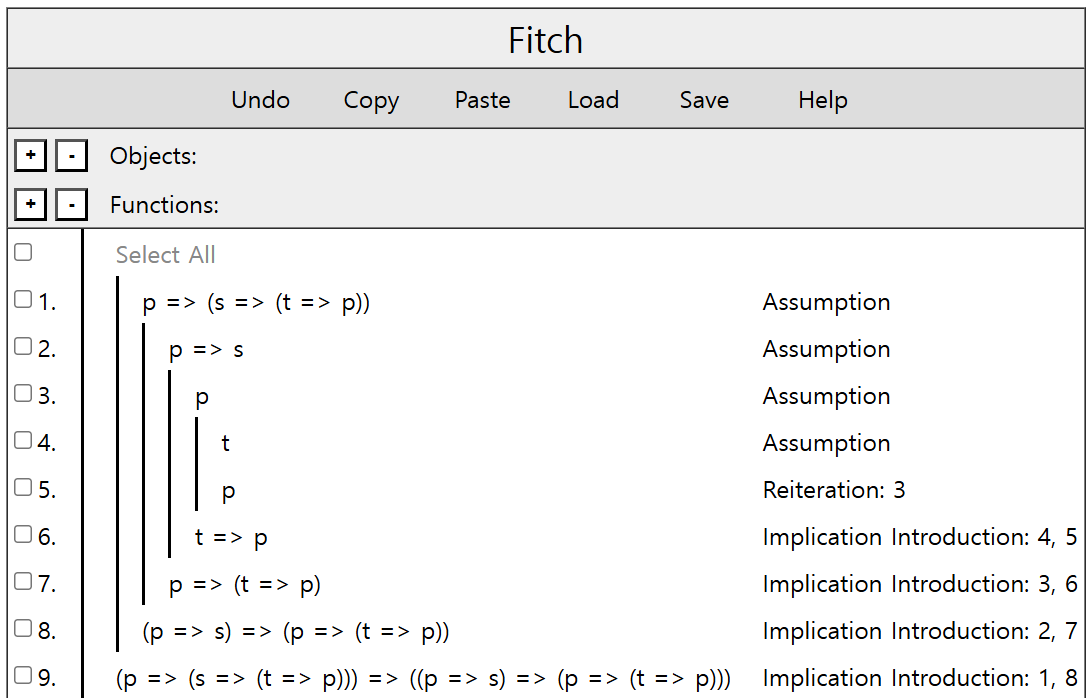 Fitch
Undo Copy Paste Load Save Help
+ - Objects:
+ - Functions:
Select All
1. p => (s => (t => p)) Assumption
2. p => s Assumption
3. p Assumption
4. t Assumption
5. p Reiteration: 3
6. t => p Implication Introduction: 4, 5
7. p => (t => p) Implication Introduction: 3, 6
8. (p => s) => (p => (t => p)) Implication Introduction: 2, 7
9. (p => (s => (t => p))) => ((p => s) => (p => (t => p))) Implication Introduction: 1, 8